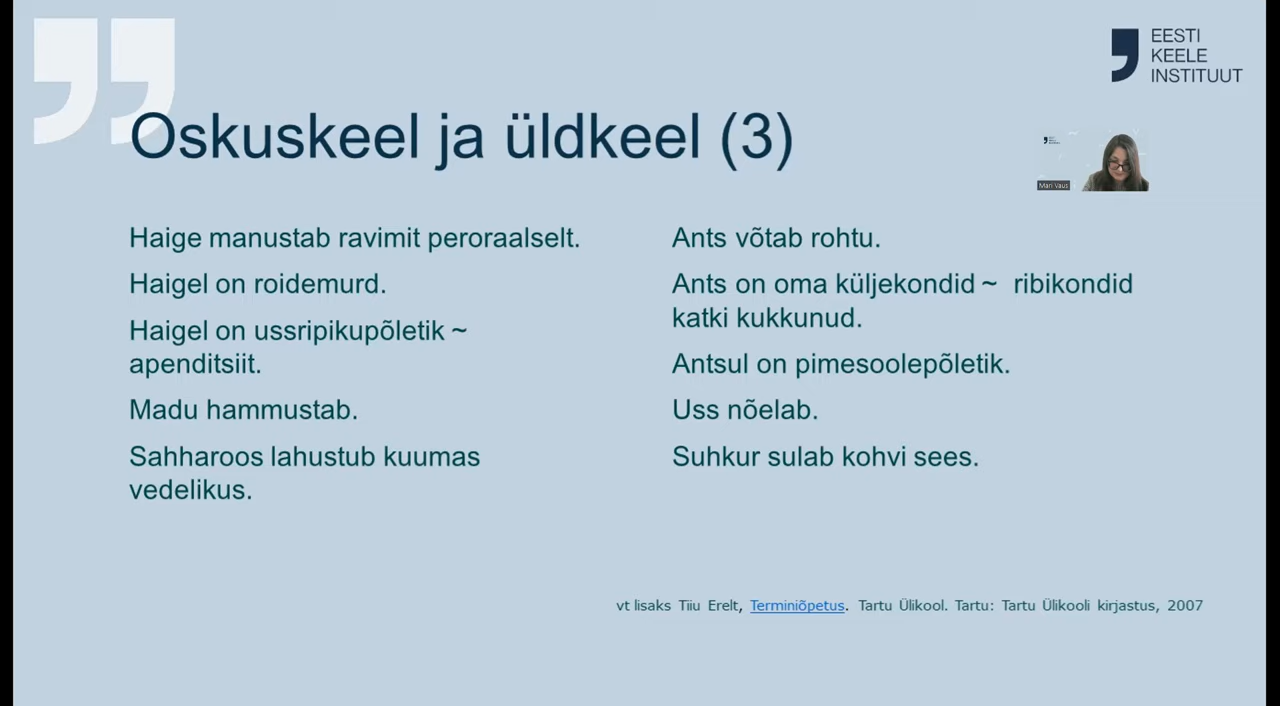 EESTI
KEELE
INSTITUUT
Oskuskeel ja üldkeel (3)
Mari Vaus
Haige manustab ravimit peroraalselt.
Haigel on roidemurd.
Haigel on ussripikupõletik ~
apenditsiit.
Madu hammustab.
Sahharoos lahustub kuumas
vedelikus.
Ants võtab rohtu.
Ants on oma küljekondid ~ ribikondid
katki kukkunud.
Antsul on pimesoolepõletik.
Uss nõelab.
Suhkur sulab kohvi sees.
vt lisaks Tiiu Erelt, Terminiõpetus. Tartu Ülikool. Tartu: Tartu Ülikooli kirjastus, 2007